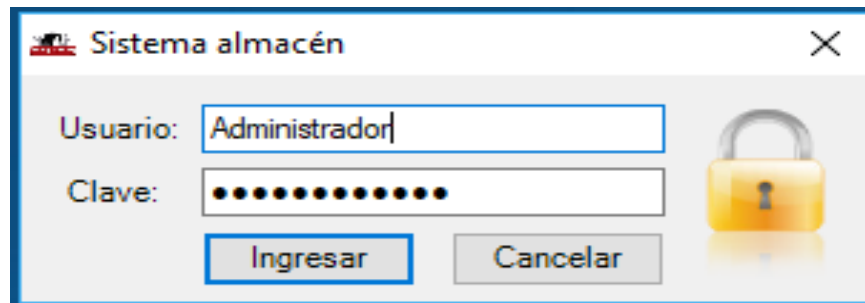 Sistema almacén
Usuario: Administrador
Clave: ●●●●●●●●●●●●
Ingresar Cancelar